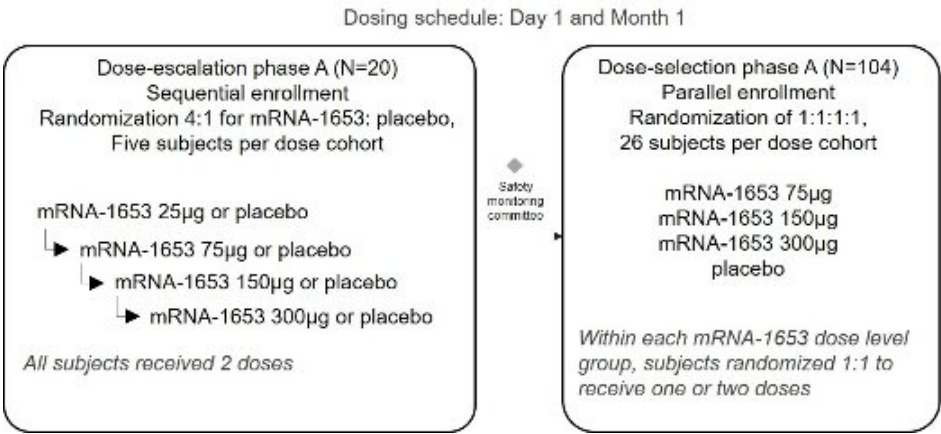 Dosing schedule: Day 1 and Month 1
Dose-escalation phase A (N=20)
Sequential enrollment
Randomization 4:1 for mRNA-1653: placebo,
Five subjects per dose cohort
mRNA-1653 25µg or placebo
mRNA-1653 75µg or placebo
mRNA-1653 150µg or placebo
mRNA-1653 300µg or placebo
All subjects received 2 doses
Safety
monitoring
committee
Dose-selection phase A (N=104)
Parallel enrollment
Randomization of 1:1:1:1,
26 subjects per dose cohort
mRNA-1653 75µg
mRNA-1653 150µg
mRNA-1653 300µg
placebo
Within each mRNA-1653 dose level
group, subjects randomized 1:1 to
receive one or two doses